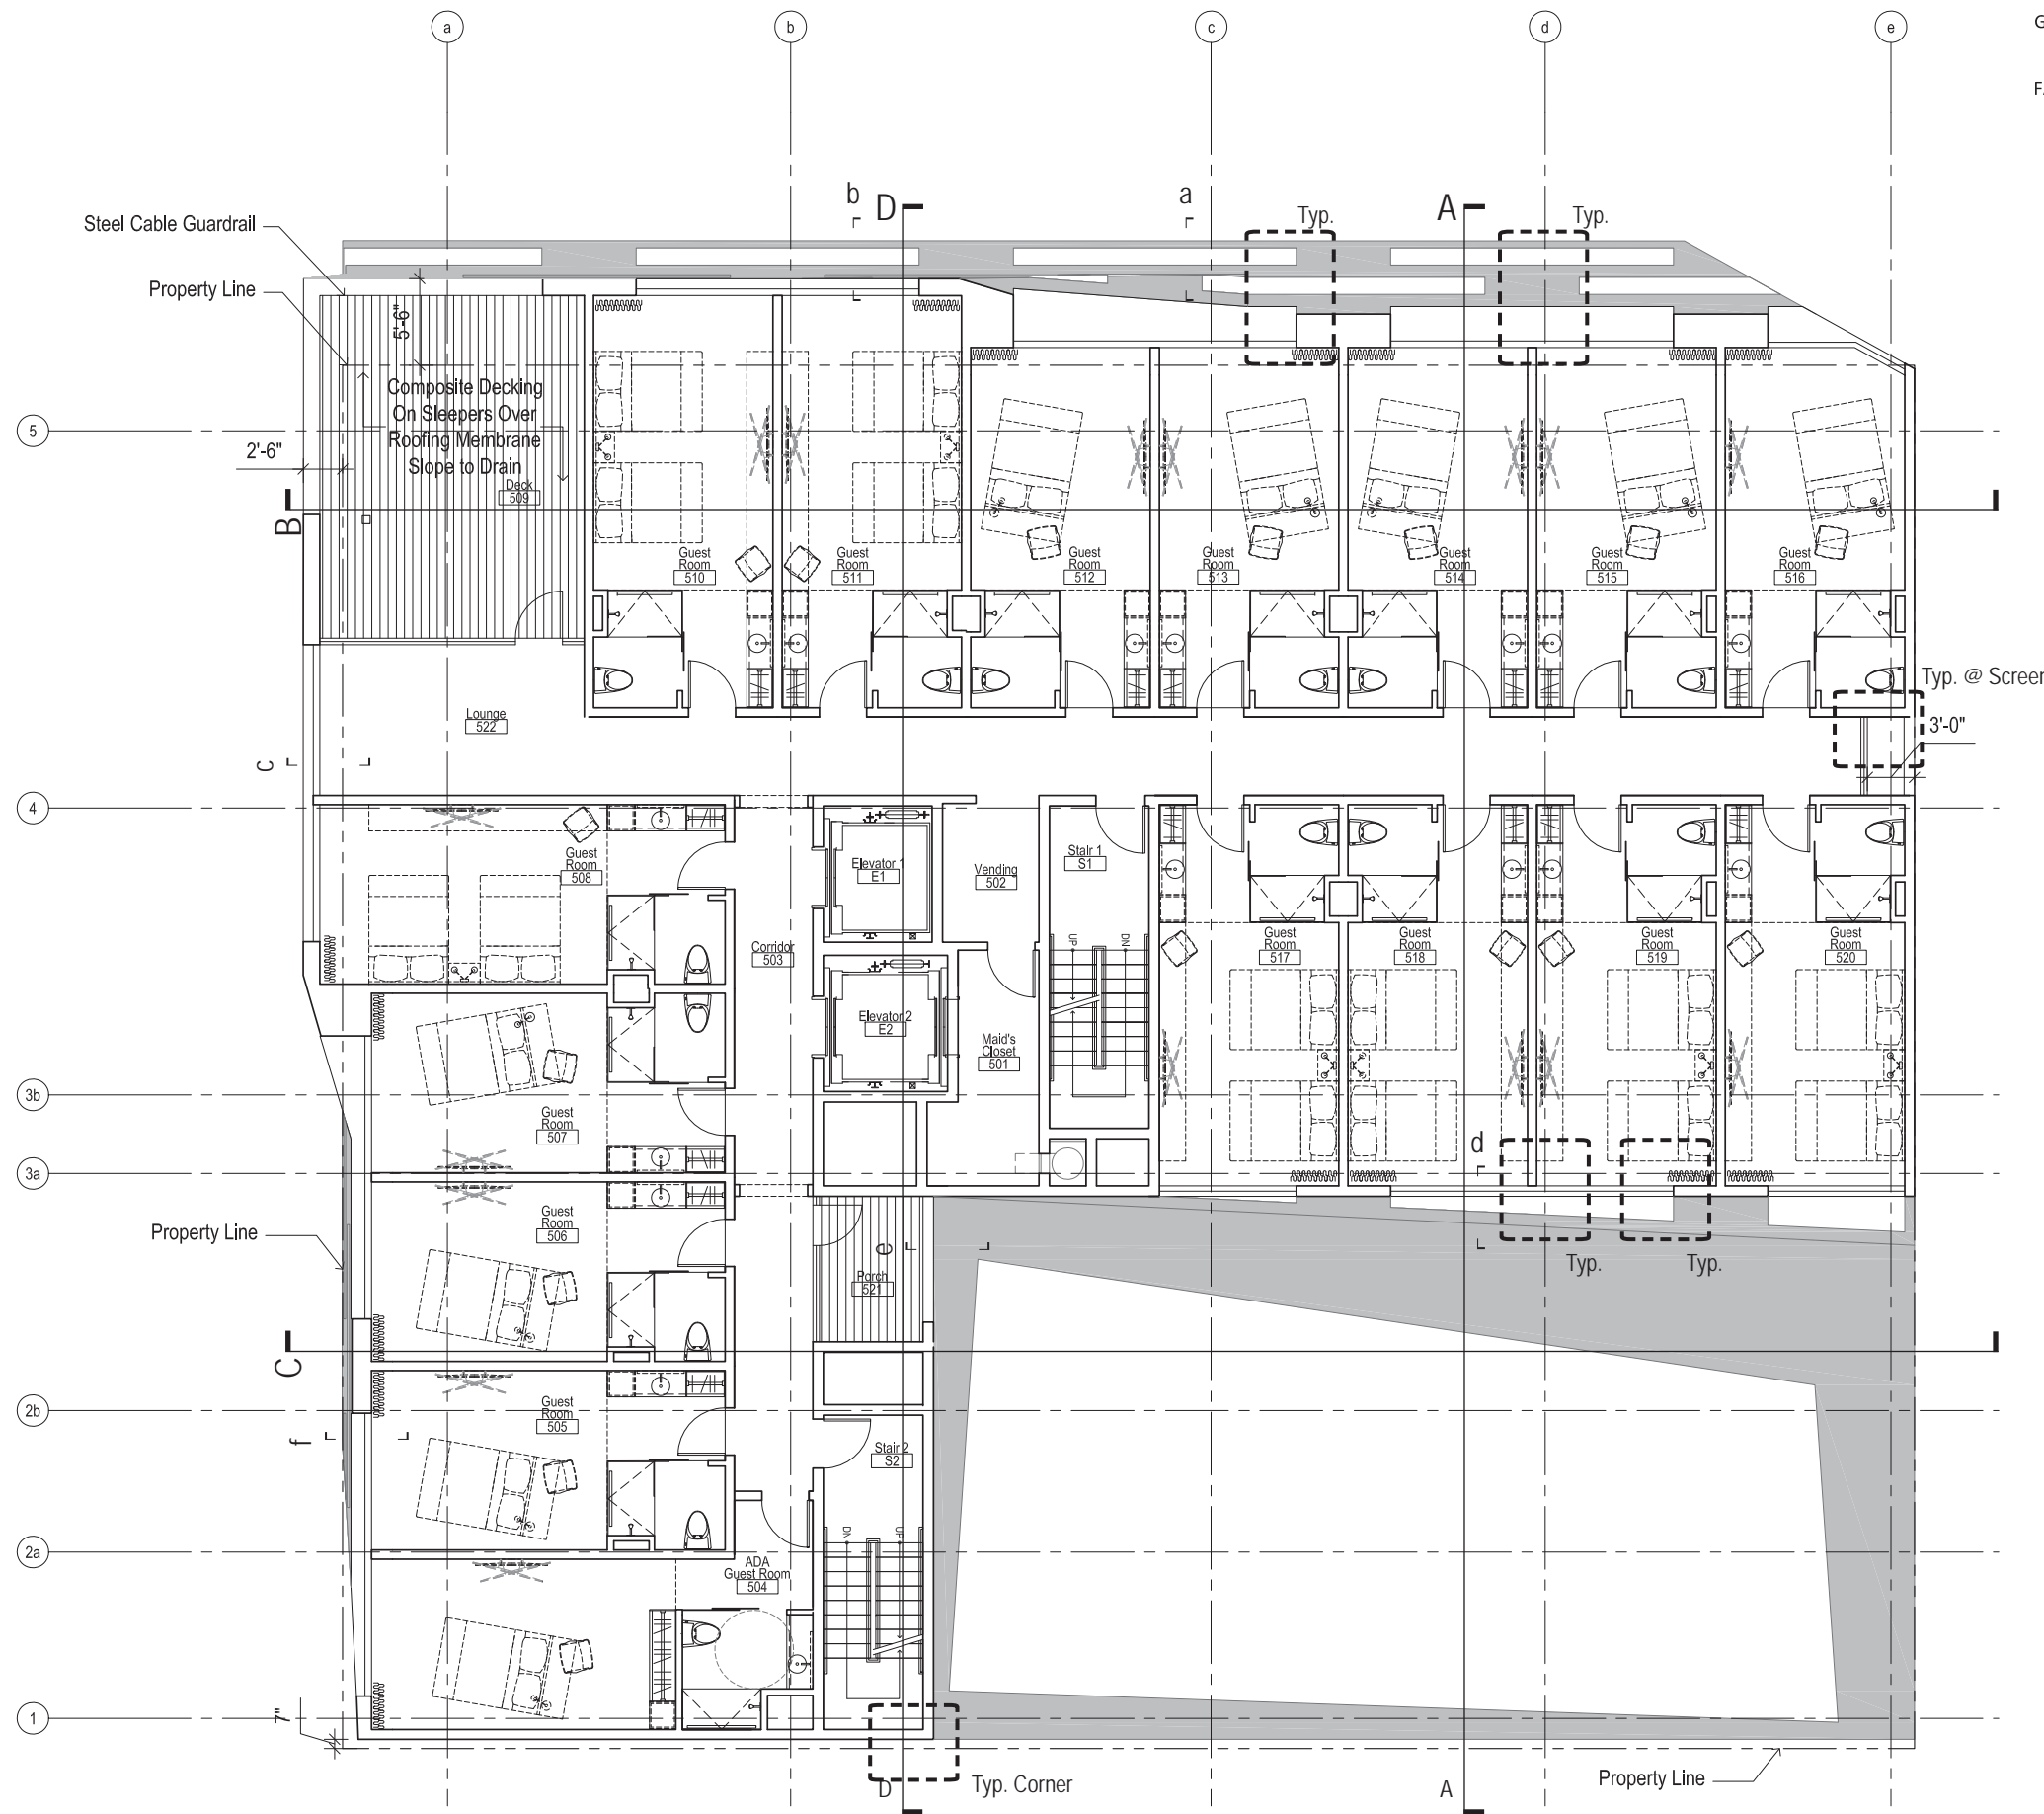 a
b
c
d
e
G
F
b
D
a
A
Typ.
Typ.
Steel Cable Guardrail
Property Line
5'-6"
Composite Decking
On Sleepers Over
Roofing Membrane
Slope to Drain
Deck
509
5
2'-6"
B
Guest
Room
510
Guest
Room
511
Guest
Room
512
Guest
Room
513
Guest
Room
514
Guest
Room
515
Guest
Room
516
Typ. @ Screen
3'-0"
Lounge
522
c
4
Guest
Room
508
Elevator 1
E1
Vending
502
Stair 1
S1
Corridor
503
UP
DN
Guest
Room
517
Guest
Room
518
Guest
Room
519
Guest
Room
520
Elevator 2
E2
Maid's
Closet
501
3b
Guest
Room
507
3a
d
Property Line
Guest
Room
506
e
Porch
521
Typ.
Typ.
C
2b
Guest
Room
505
f
Stair 2
S2
DN
UP
2a
ADA
Guest Room
504
1
7"
D
Typ. Corner
A
Property Line